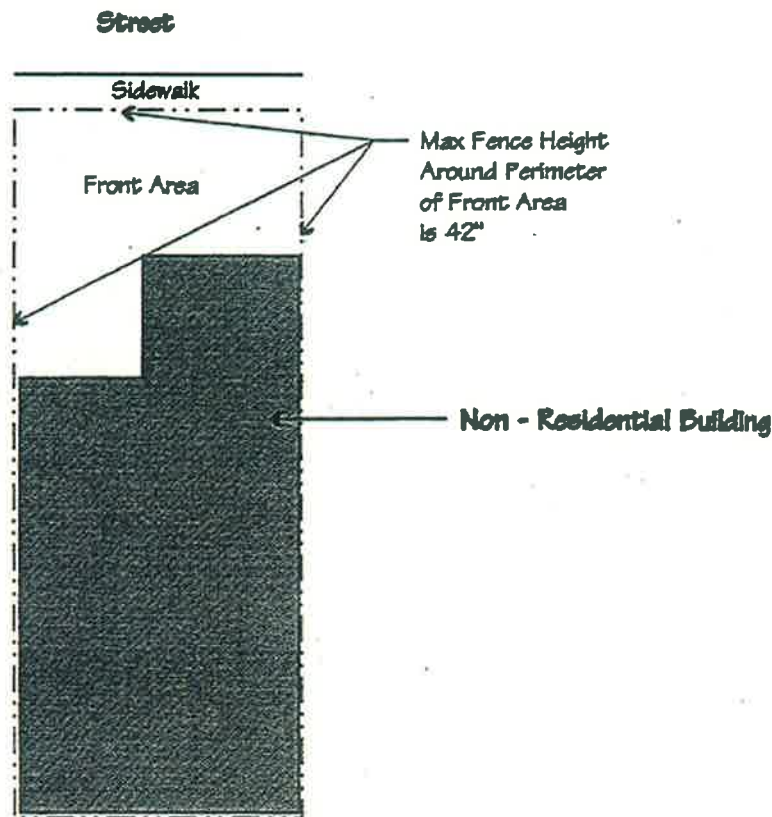 Street
Sidewalk
Front Area
Max Fence Height
Around Perimeter
of Front Area
is 42"
Non - Residential Building